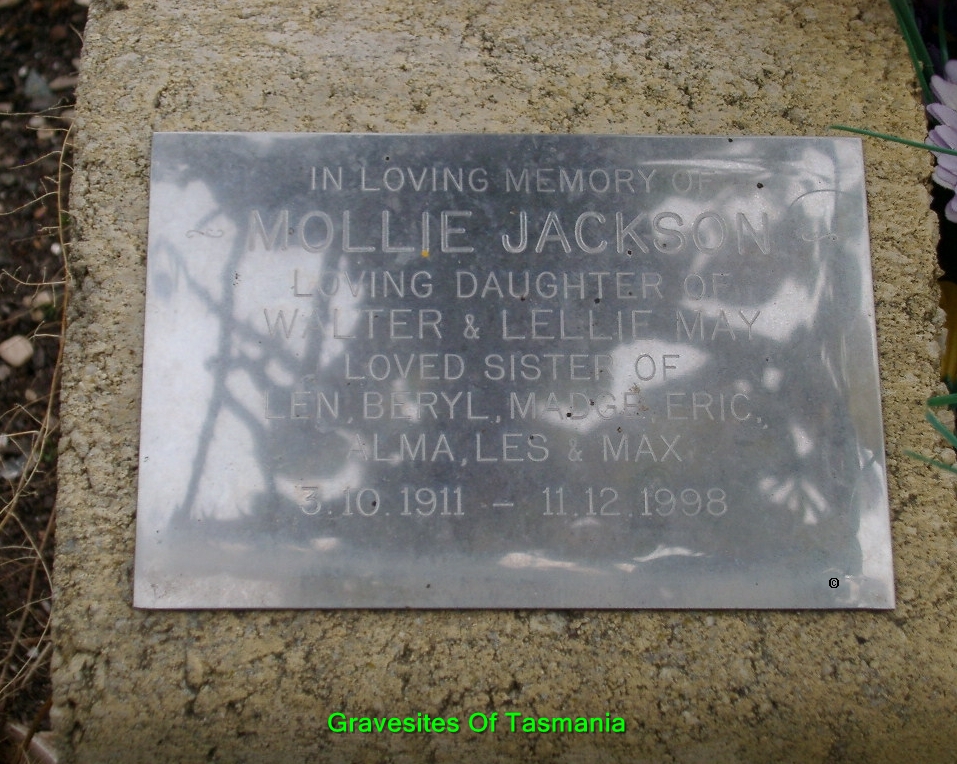 IN LOVING MEMORY OF
~ MOLLIE JACKSON ~
LOVING DAUGHTER OF
WALTER & LELLIE MAY
LOVED SISTER OF
LEN, BERYL, MADGE, ERIC,
ALMA, LES & MAX
3.10.1911 – 11.12.1998
©
Gravesites Of Tasmania